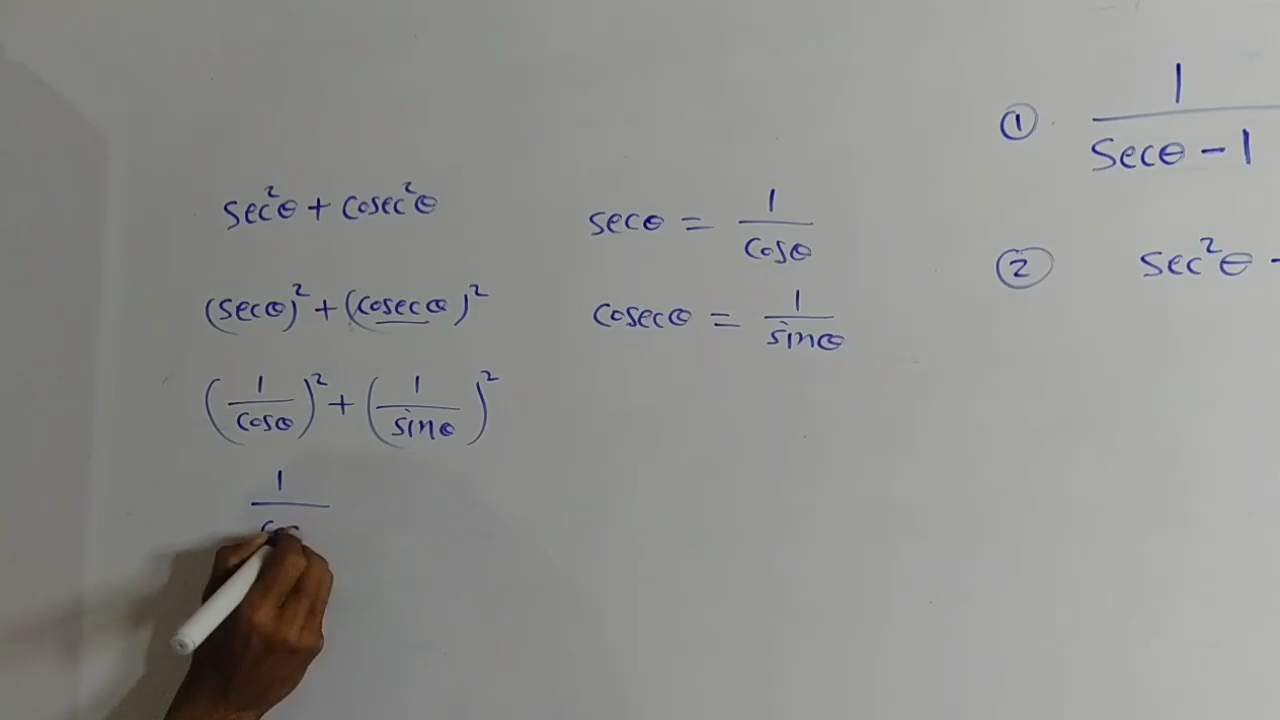 sec²θ + cosec²θ
(secθ)² + (cosecθ)²
(1/cosθ)² + (1/sinθ)²
1/cos
secθ = 1/cosθ
cosecθ = 1/sinθ
① 1/(Secθ - 1
② sec²θ -